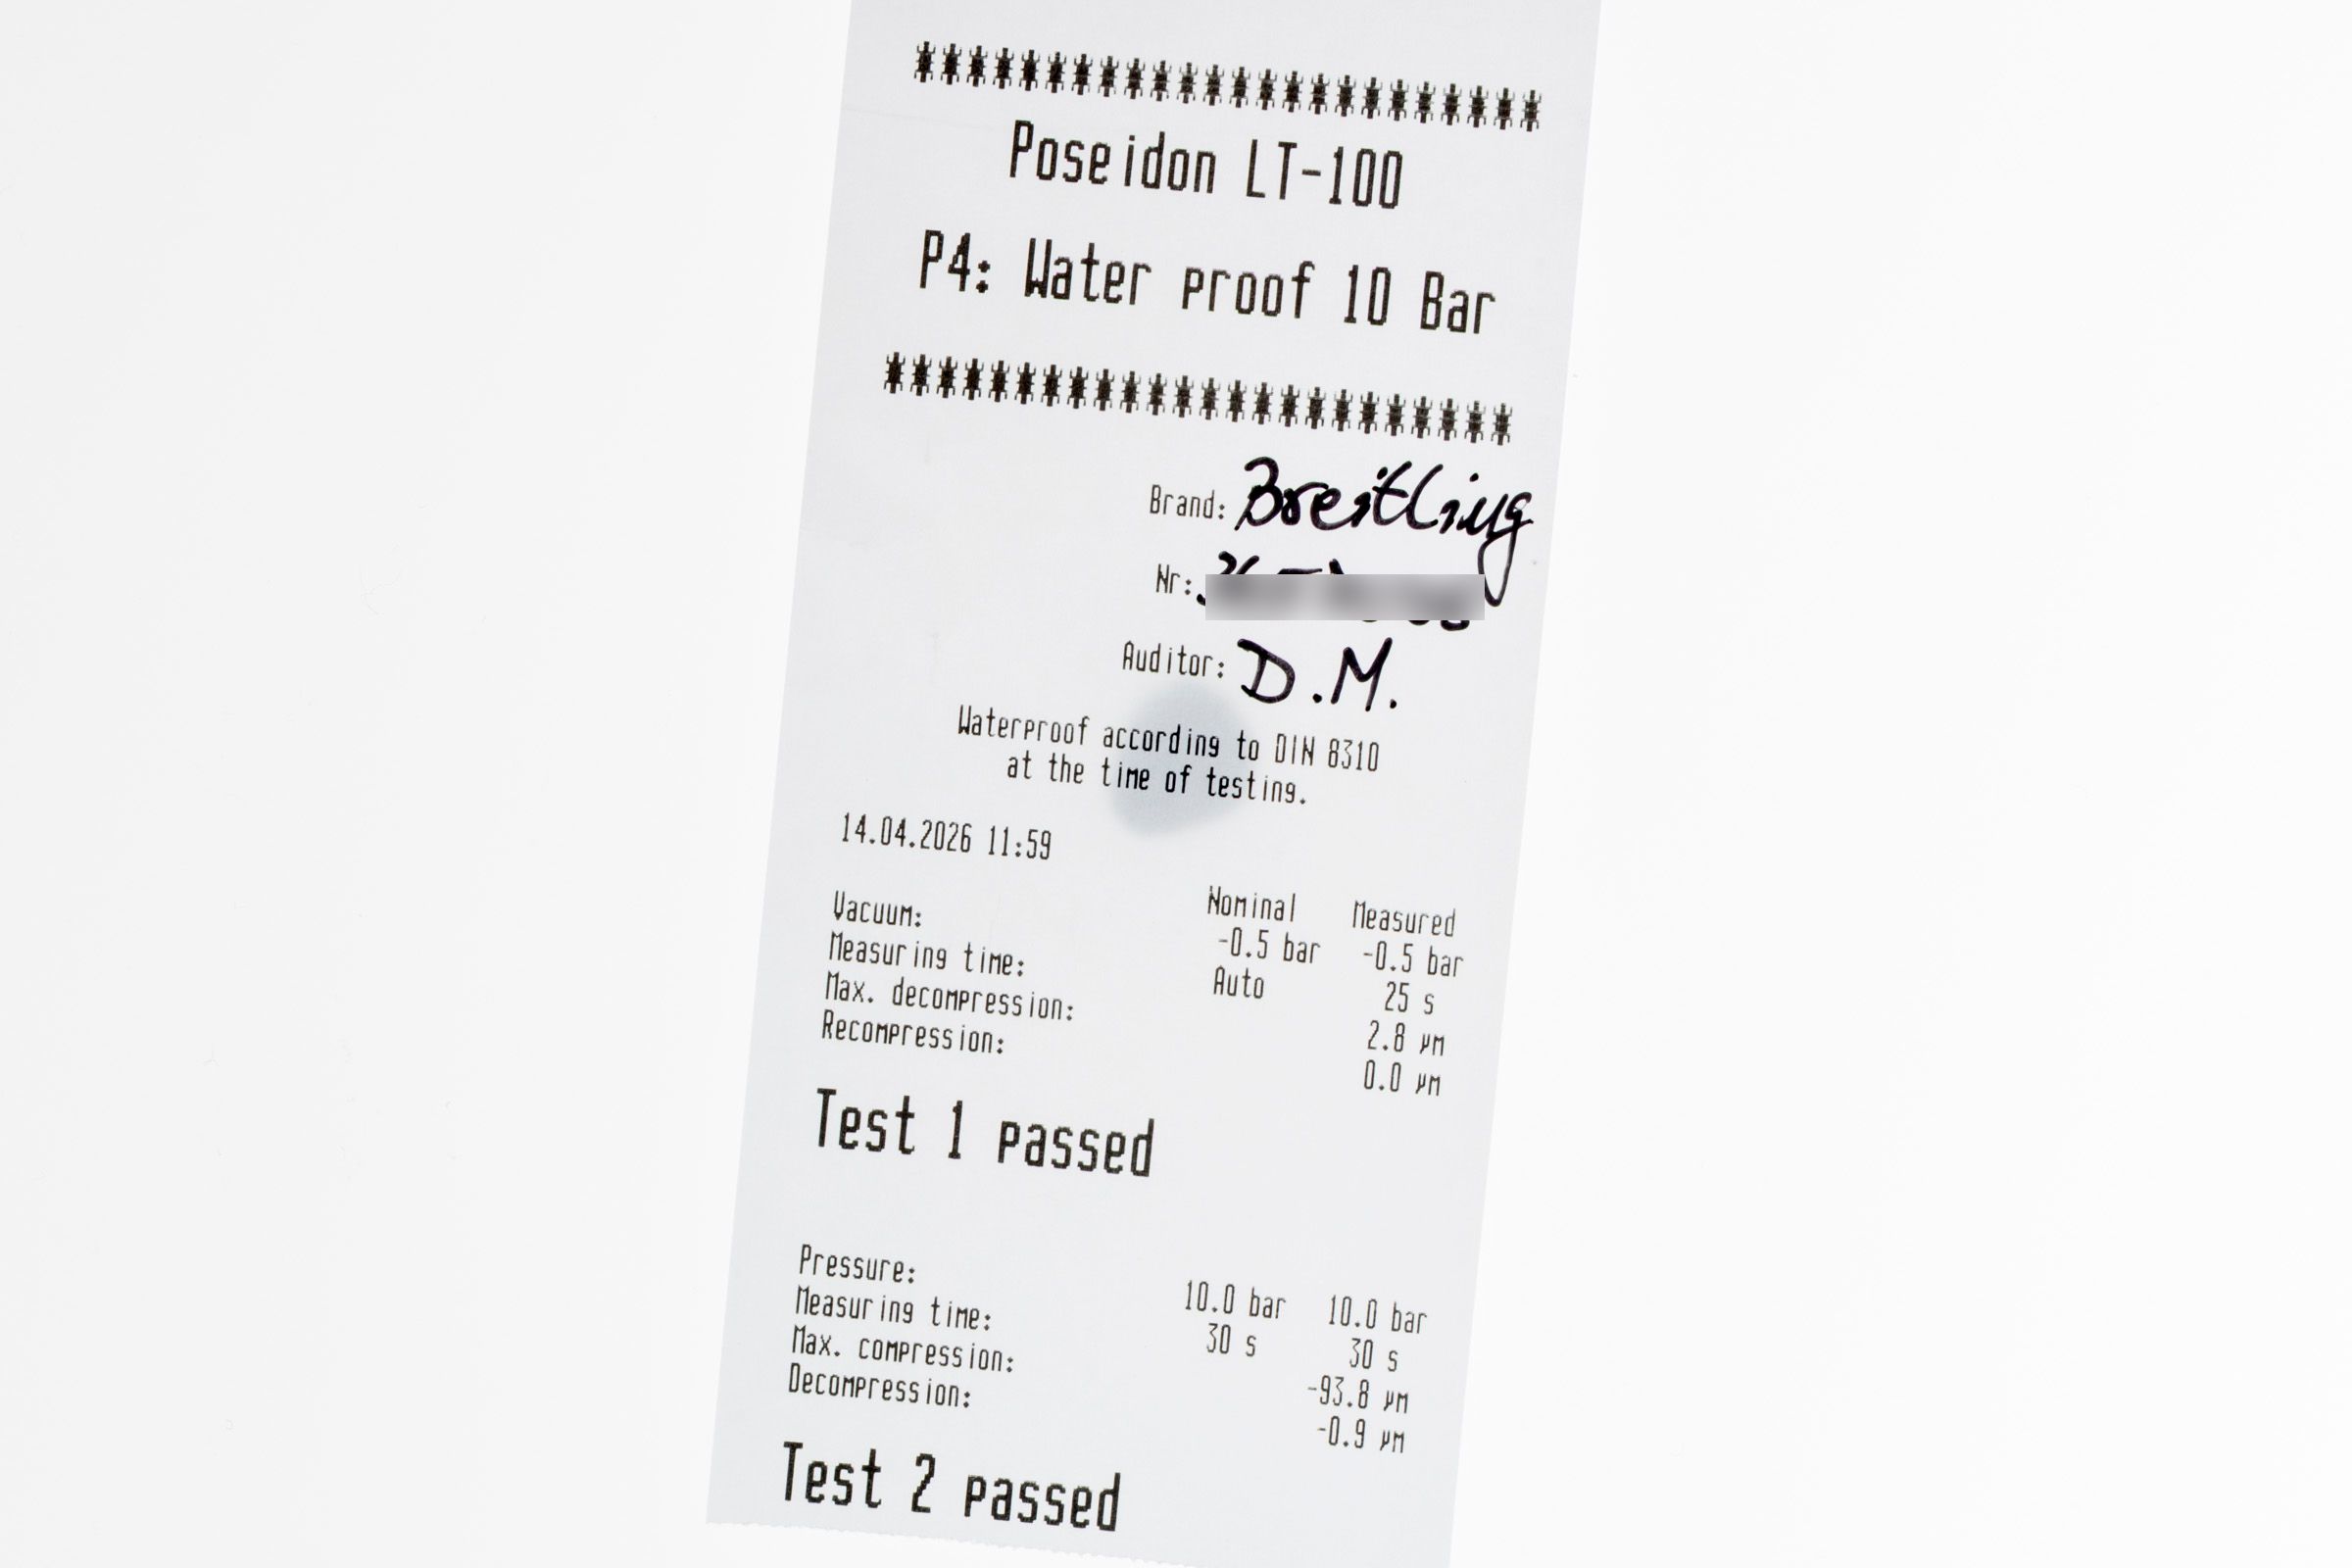 Poseidon LT-100
P4: Water proof 10 Bar
Brand: Breitling
Nr:
Auditor: D.M.
Waterproof according to DIN 8310
at the time of testing.
14.04.2026 11:59
Nominal Measured
Vacuum: -0.5 bar -0.5 bar
Measuring time: Auto 25 s
Max. decompression: 2.8 µm
Recompression: 0.0 µm
Test 1 passed
Pressure: 10.0 bar 10.0 bar
Measuring time: 30 s 30 s
Max. compression: -93.8 µm
Decompression: -0.9 µm
Test 2 passed